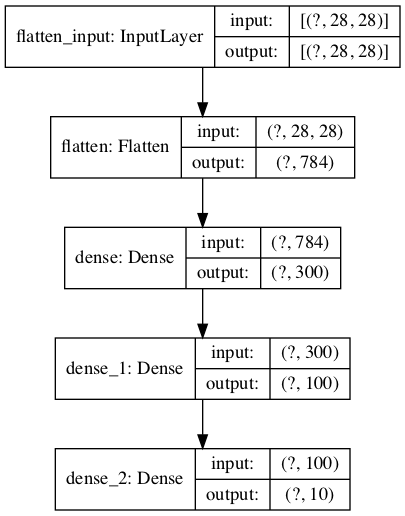 flatten_input: InputLayer
input: [(?, 28, 28)]
output: [(?, 28, 28)]
flatten: Flatten
input: (?, 28, 28)
output: (?, 784)
dense: Dense
input: (?, 784)
output: (?, 300)
dense_1: Dense
input: (?, 300)
output: (?, 100)
dense_2: Dense
input: (?, 100)
output: (?, 10)